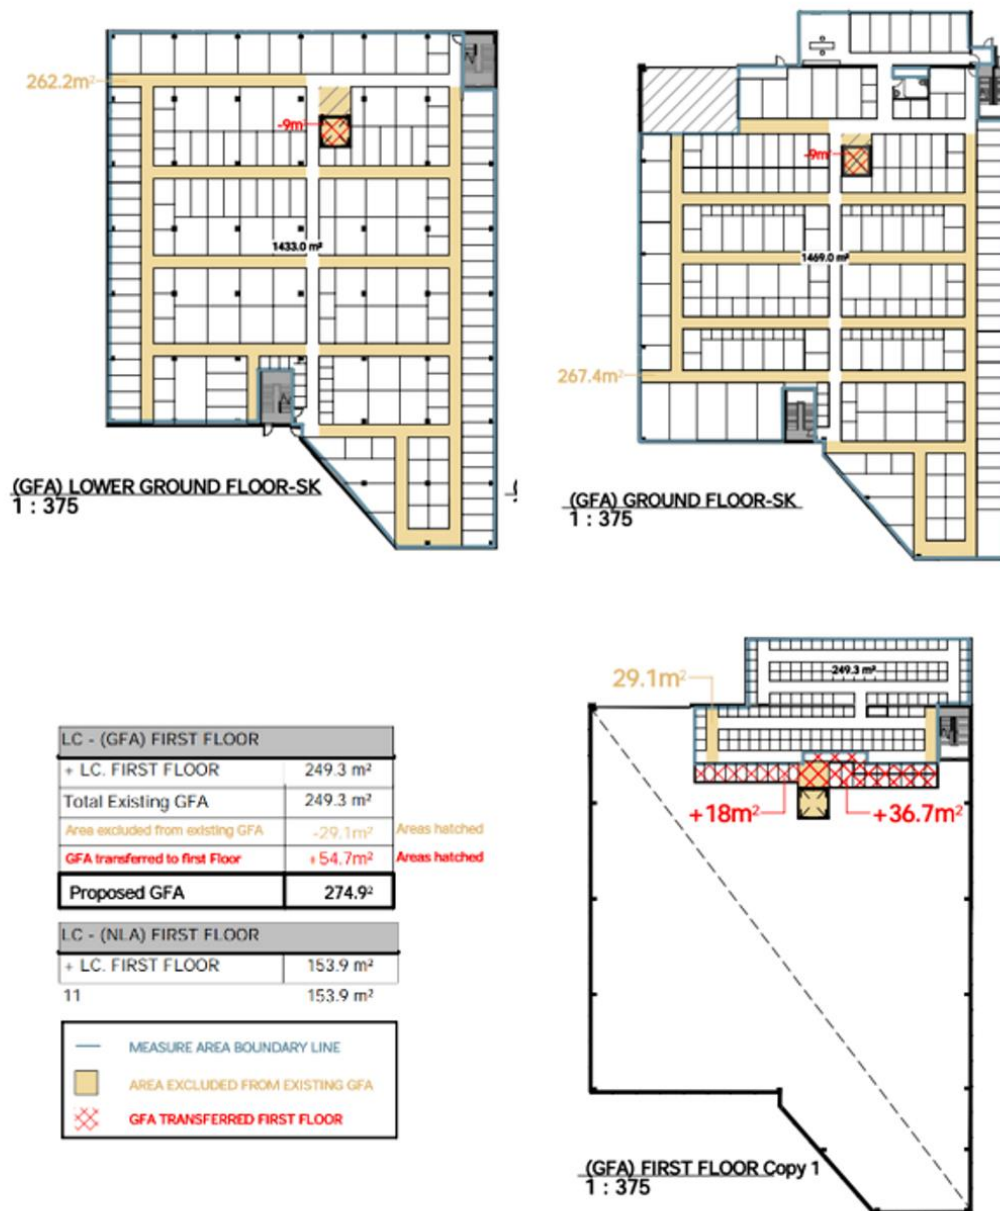 262.2m²
-9m
1433.0 m²
(GFA) LOWER GROUND FLOOR-SK
1 : 375
-9m
1469.0 m²
267.4m²
(GFA) GROUND FLOOR-SK
1 : 375
LC - (GFA) FIRST FLOOR
+ LC. FIRST FLOOR 249.3 m²
Total Existing GFA 249.3 m²
Area excluded from existing GFA -29.1m² Areas hatched
GFA transferred to first Floor +54.7m² Areas hatched
Proposed GFA 274.9²
LC - (NLA) FIRST FLOOR
+ LC. FIRST FLOOR 153.9 m²
11 153.9 m²
MEASURE AREA BOUNDARY LINE
AREA EXCLUDED FROM EXISTING GFA
GFA TRANSFERRED FIRST FLOOR
29.1m²
249.3 m²
+18m²
+36.7m²
(GFA) FIRST FLOOR Copy 1
1 : 375